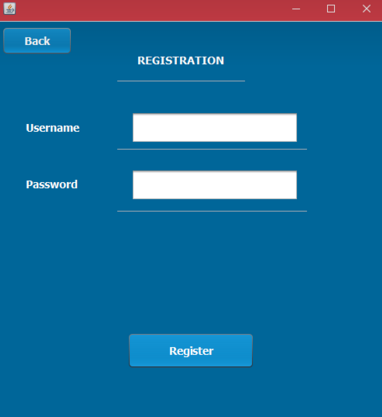 Back
REGISTRATION
Username
Password
Register